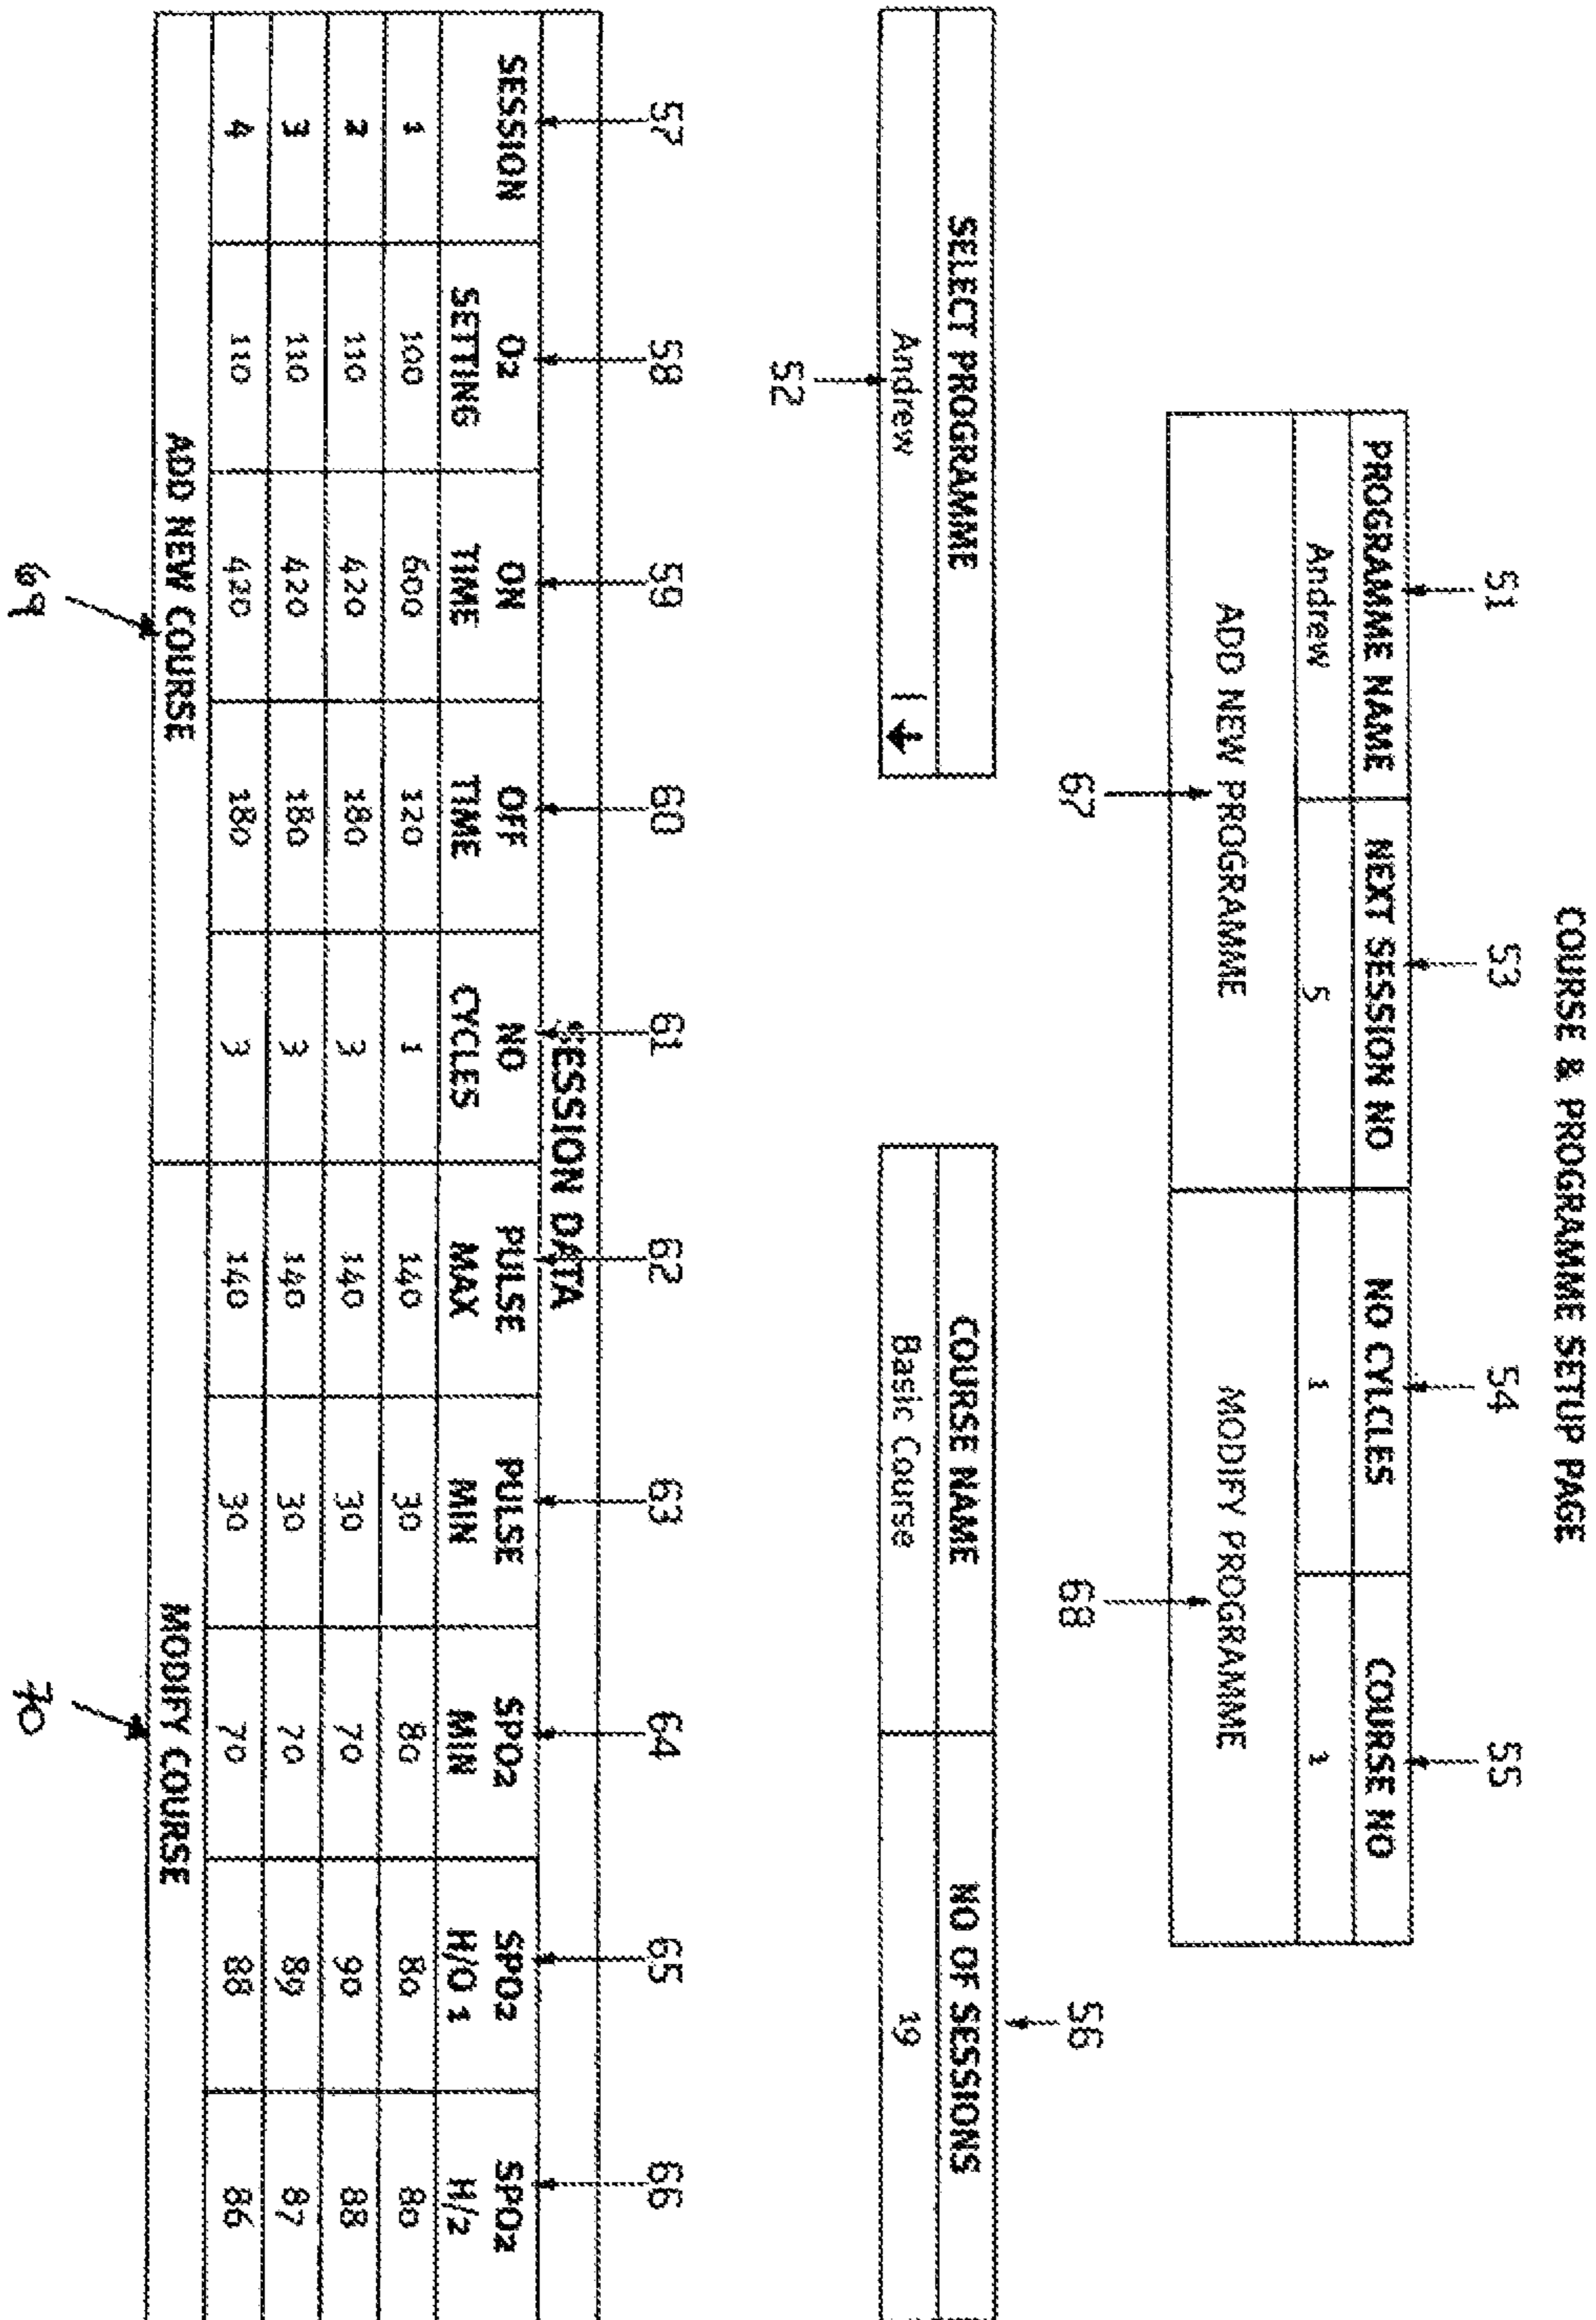 COURSE & PROGRAMME SETUP PAGE
51 53 54 55
PROGRAMME NAME NEXT SESSION NO NO CYLCLES COURSE NO
Andrew 5 1 1
ADD NEW PROGRAMME MODIFY PROGRAMME
67 68
56
SELECT PROGRAMME COURSE NAME NO OF SESSIONS
Andrew Basic Course 19
52
57 58 59 60 61 62 63 64 65 66
SESSION DATA
SESSION O2 SETTING ON TIME OFF TIME NO CYCLES PULSE MAX PULSE MIN SPO2 MIN SPO2 H/O 1 SPO2 H/2
1 100 600 120 1 140 30 80 80 80
2 110 420 180 3 140 30 70 90 88
3 110 420 180 3 140 30 70 89 87
4 110 420 180 3 140 30 70 88 86
ADD NEW COURSE MODIFY COURSE
69 70